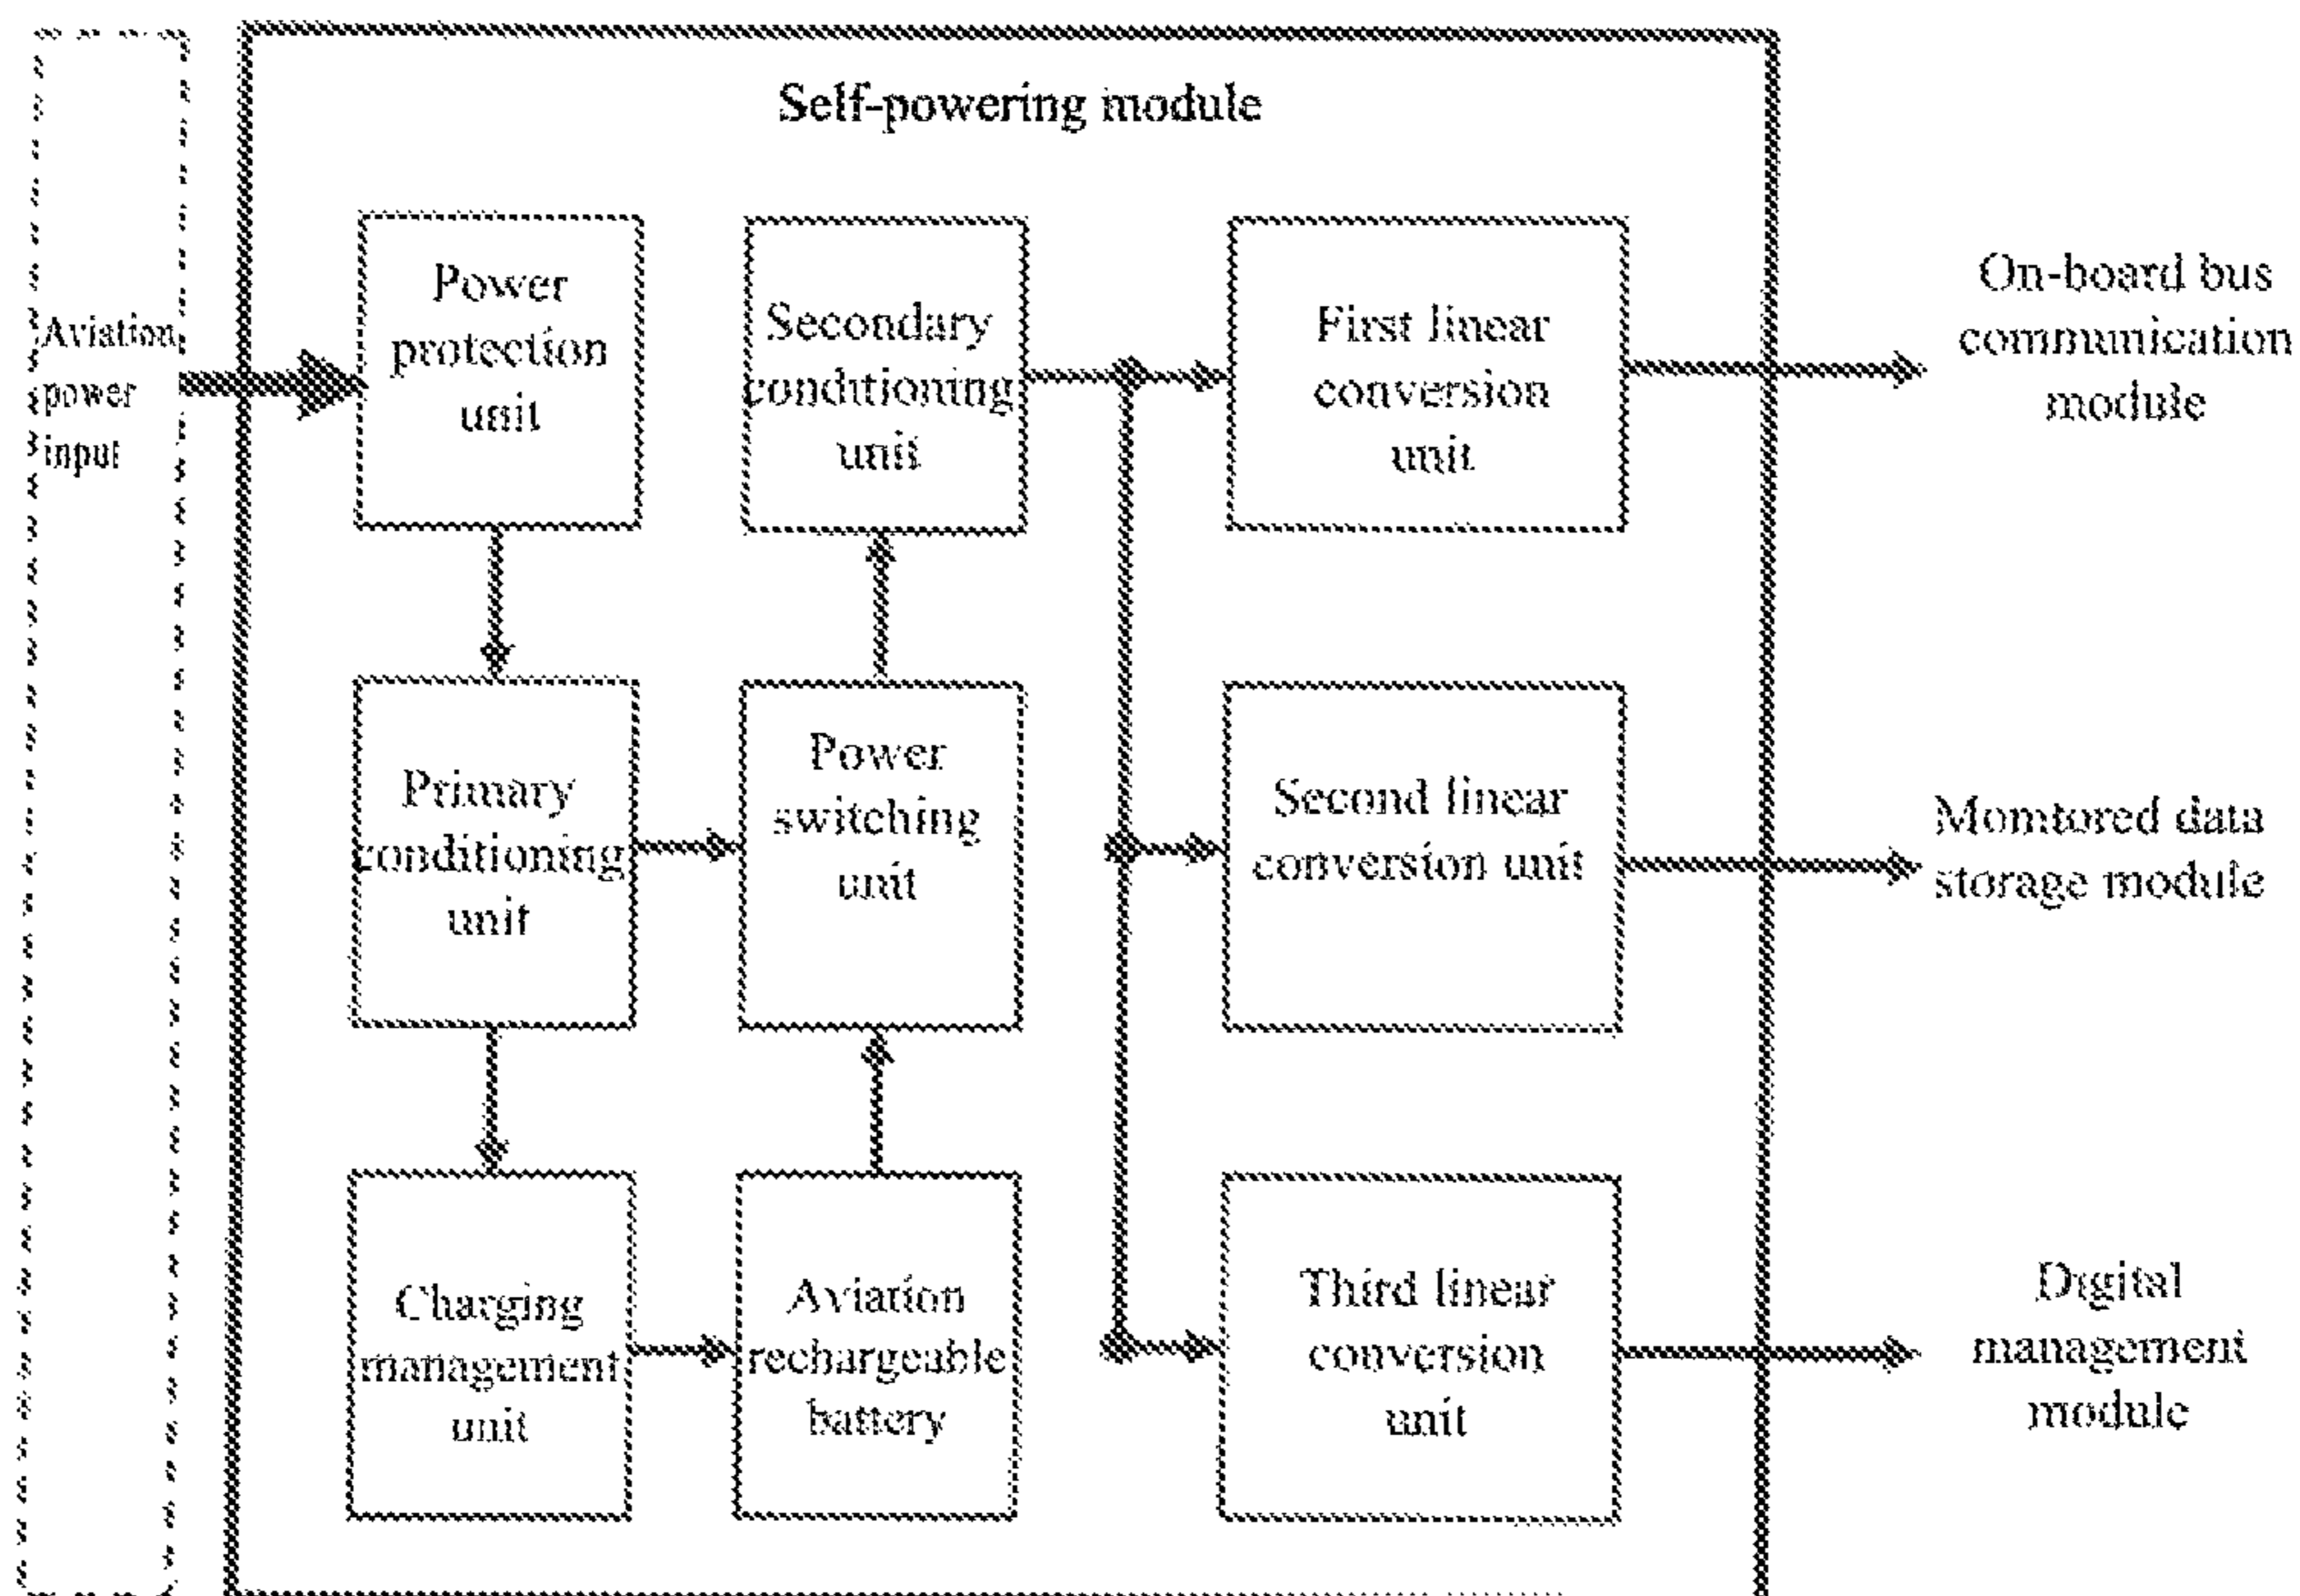 Self-powering module
Aviation
power
input
Power
protection
unit
Secondary
conditioning
unit
First linear
conversion
unit
On-board bus
communication
module
Primary
conditioning
unit
Power
switching
unit
Second linear
conversion unit
Momtored data
storage module
Charging
management
unit
Aviation
rechargeable
battery
Third linear
conversion
unit
Digital
management
module